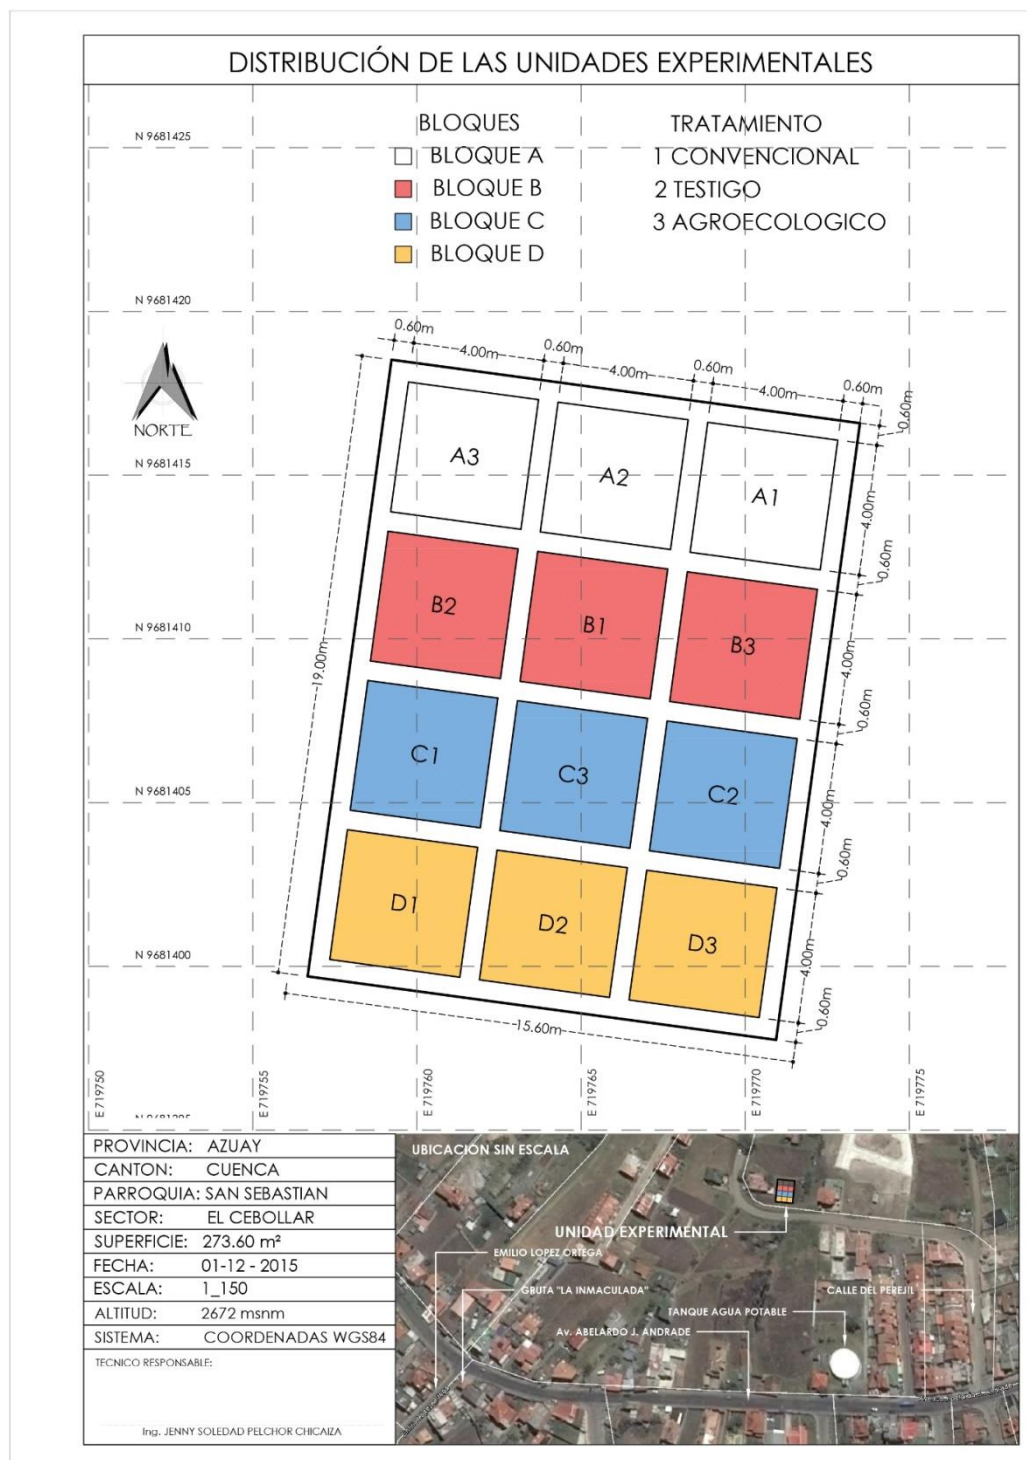 DISTRIBUCIÓN DE LAS UNIDADES EXPERIMENTALES
BLOQUES
BLOQUE A
BLOQUE B
BLOQUE C
BLOQUE D
TRATAMIENTO
1 CONVENCIONAL
2 TESTIGO
3 AGROECOLOGICO
N 9681425
N 9681420
N 9681415
N 9681410
N 9681405
N 9681400
NORTE
0.60m
4.00m
0.60m
4.00m
0.60m
4.00m
0.60m
0.60m
4.00m
0.60m
4.00m
0.60m
4.00m
0.60m
4.00m
0.60m
19.00m
15.60m
A3
A2
A1
B2
B1
B3
C1
C3
C2
D1
D2
D3
E 719750
E 719755
E 719760
E 719765
E 719770
E 719775
PROVINCIA: AZUAY
CANTON: CUENCA
PARROQUIA: SAN SEBASTIAN
SECTOR: EL CEBOLLAR
SUPERFICIE: 273.60 m²
FECHA: 01-12 - 2015
ESCALA: 1_150
ALTITUD: 2672 msnm
SISTEMA: COORDENADAS WGS84
TECNICO RESPONSABLE:
Ing. JENNY SOLEDAD PELCHOR CHICAIZA
UBICACION SIN ESCALA
UNIDAD EXPERIMENTAL
EMILIO LOPEZ ORTEGA
GRUTA "LA INMACULADA"
CALLE DEL PEREJIL
TANQUE AGUA POTABLE
Av. ABELARDO J. ANDRADE